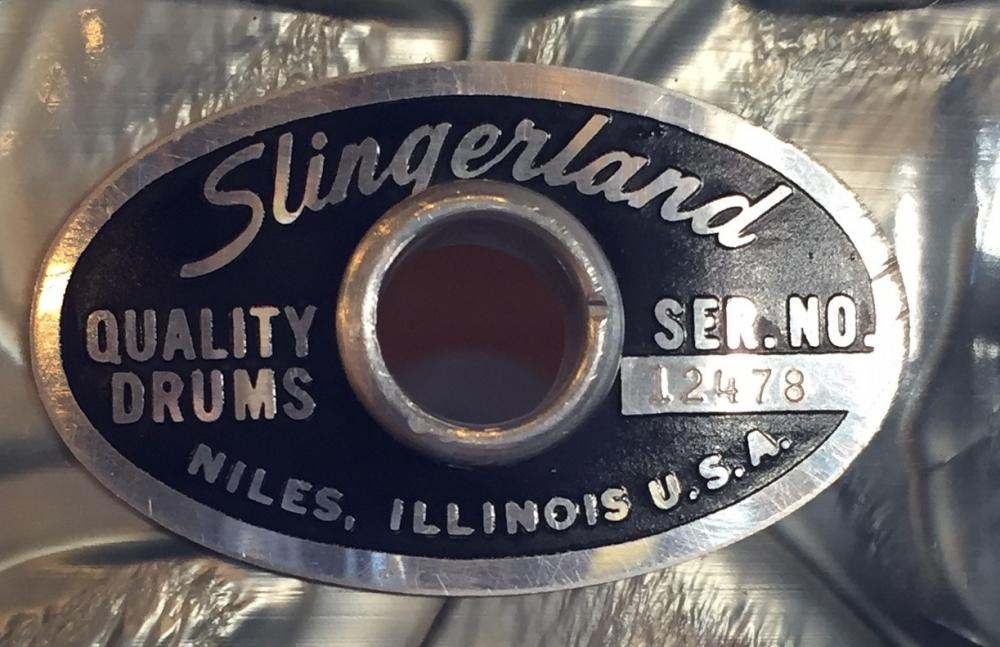 Slingerland
QUALITY
DRUMS
SER. NO.
12478
NILES, ILLINOIS U.S.A.